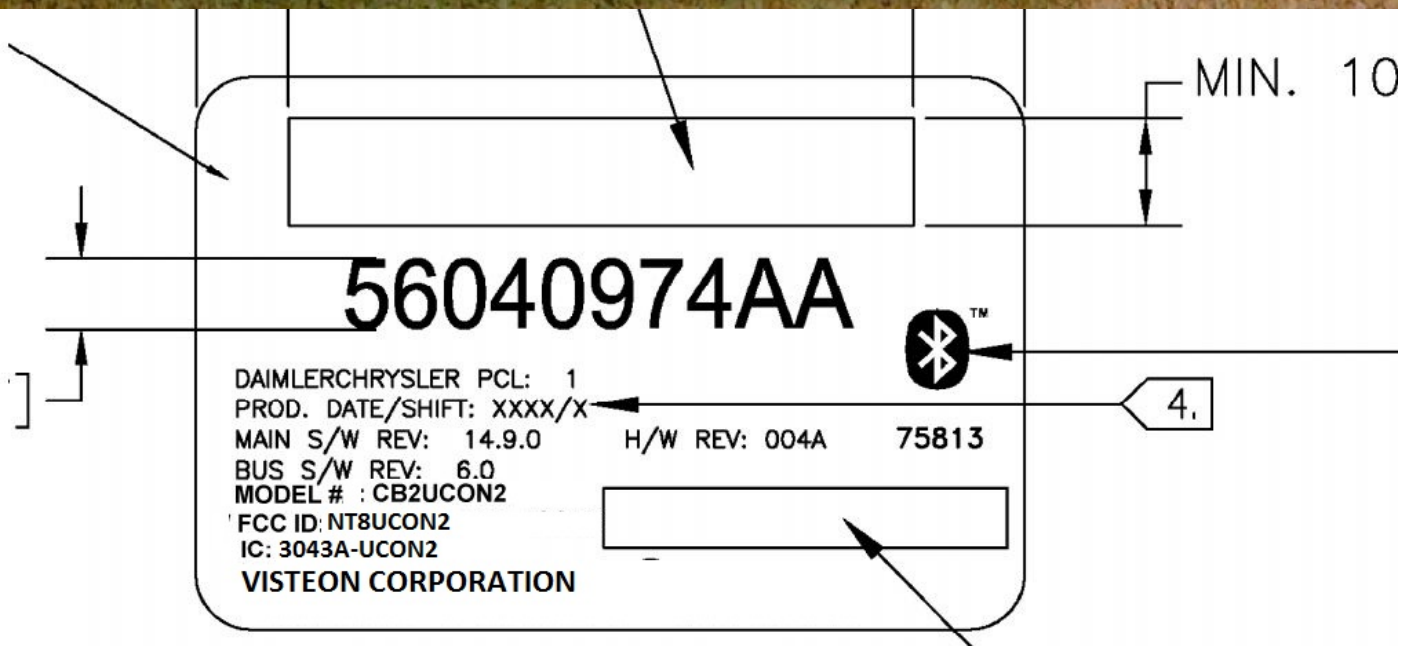 MIN. 10
56040974AA
TM
DAIMLERCHRYSLER PCL: 1
PROD. DATE/SHIFT: XXXX/X
4.
MAIN S/W REV: 14.9.0 H/W REV: 004A 75813
BUS S/W REV: 6.0
MODEL # : CB2UCON2
FCC ID: NT8UCON2
IC: 3043A-UCON2
VISTEON CORPORATION